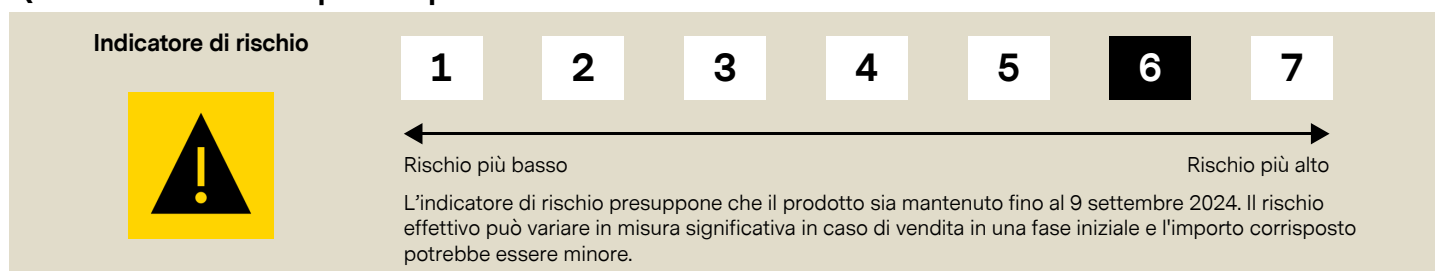 Indicatore di rischio
1 2 3 4 5 6 7
Rischio più basso Rischio più alto
L'indicatore di rischio presuppone che il prodotto sia mantenuto fino al 9 settembre 2024. Il rischio
effettivo può variare in misura significativa in caso di vendita in una fase iniziale e l'importo corrisposto
potrebbe essere minore.